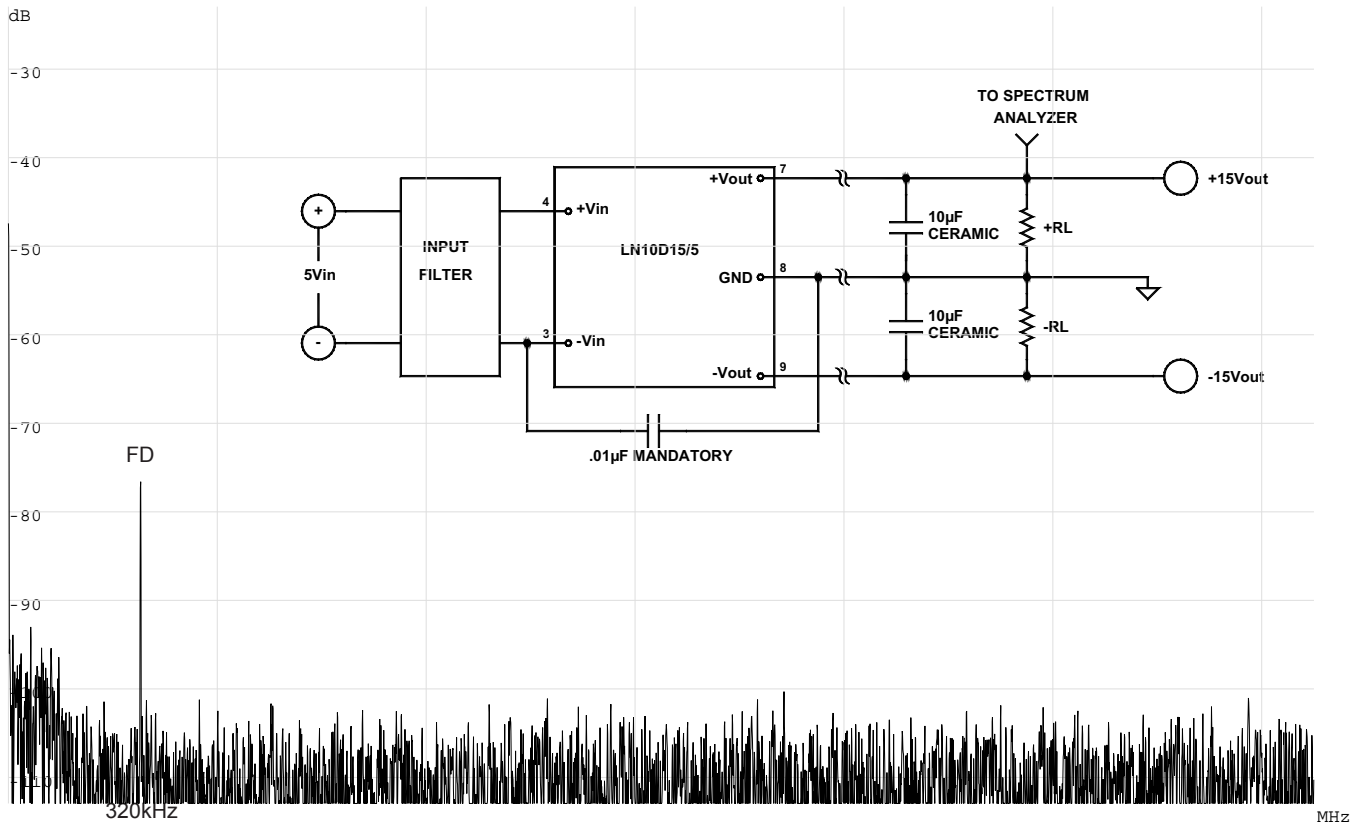 dB
-30
TO SPECTRUM
ANALYZER
-40
+Vout
7
+15Vout
4
+Vin
+
10µF
CERAMIC
+RL
INPUT
FILTER
LN10D15/5
-50
5Vin
GND
8
10µF
CERAMIC
-RL
-60
-
3
-Vin
-Vout
9
-15Vout
-70
.01µF MANDATORY
FD
-80
-90
-100
-110
320kHz
MHz